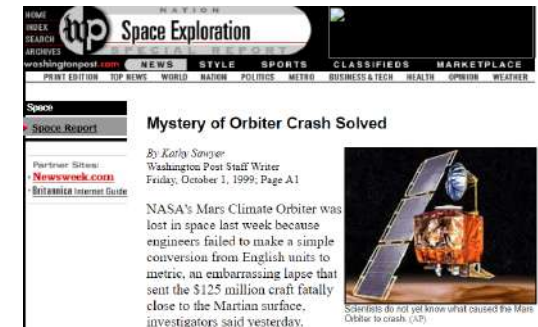 HOME
INDEX
SEARCH
ARCHIVES
wp
NATION
Space Exploration
SPECIAL REPORT
washingtonpost.com NEWS STYLE SPORTS CLASSIFIEDS MARKETPLACE
PRINT EDITION TOP NEWS WORLD NATION POLITICS METRO BUSINESS & TECH HEALTH OPINION WEATHER
Space
Space Report
Partner Sites:
Newsweek.com
Britannica Internet Guide
Mystery of Orbiter Crash Solved
By Kathy Sawyer
Washington Post Staff Writer
Friday, October 1, 1999; Page A1
NASA's Mars Climate Orbiter was
lost in space last week because
engineers failed to make a simple
conversion from English units to
metric, an embarrassing lapse that
sent the $125 million craft fatally
close to the Martian surface,
investigators said yesterday.
Scientists do not yet know what caused the Mars
Orbiter to crash. (AP)